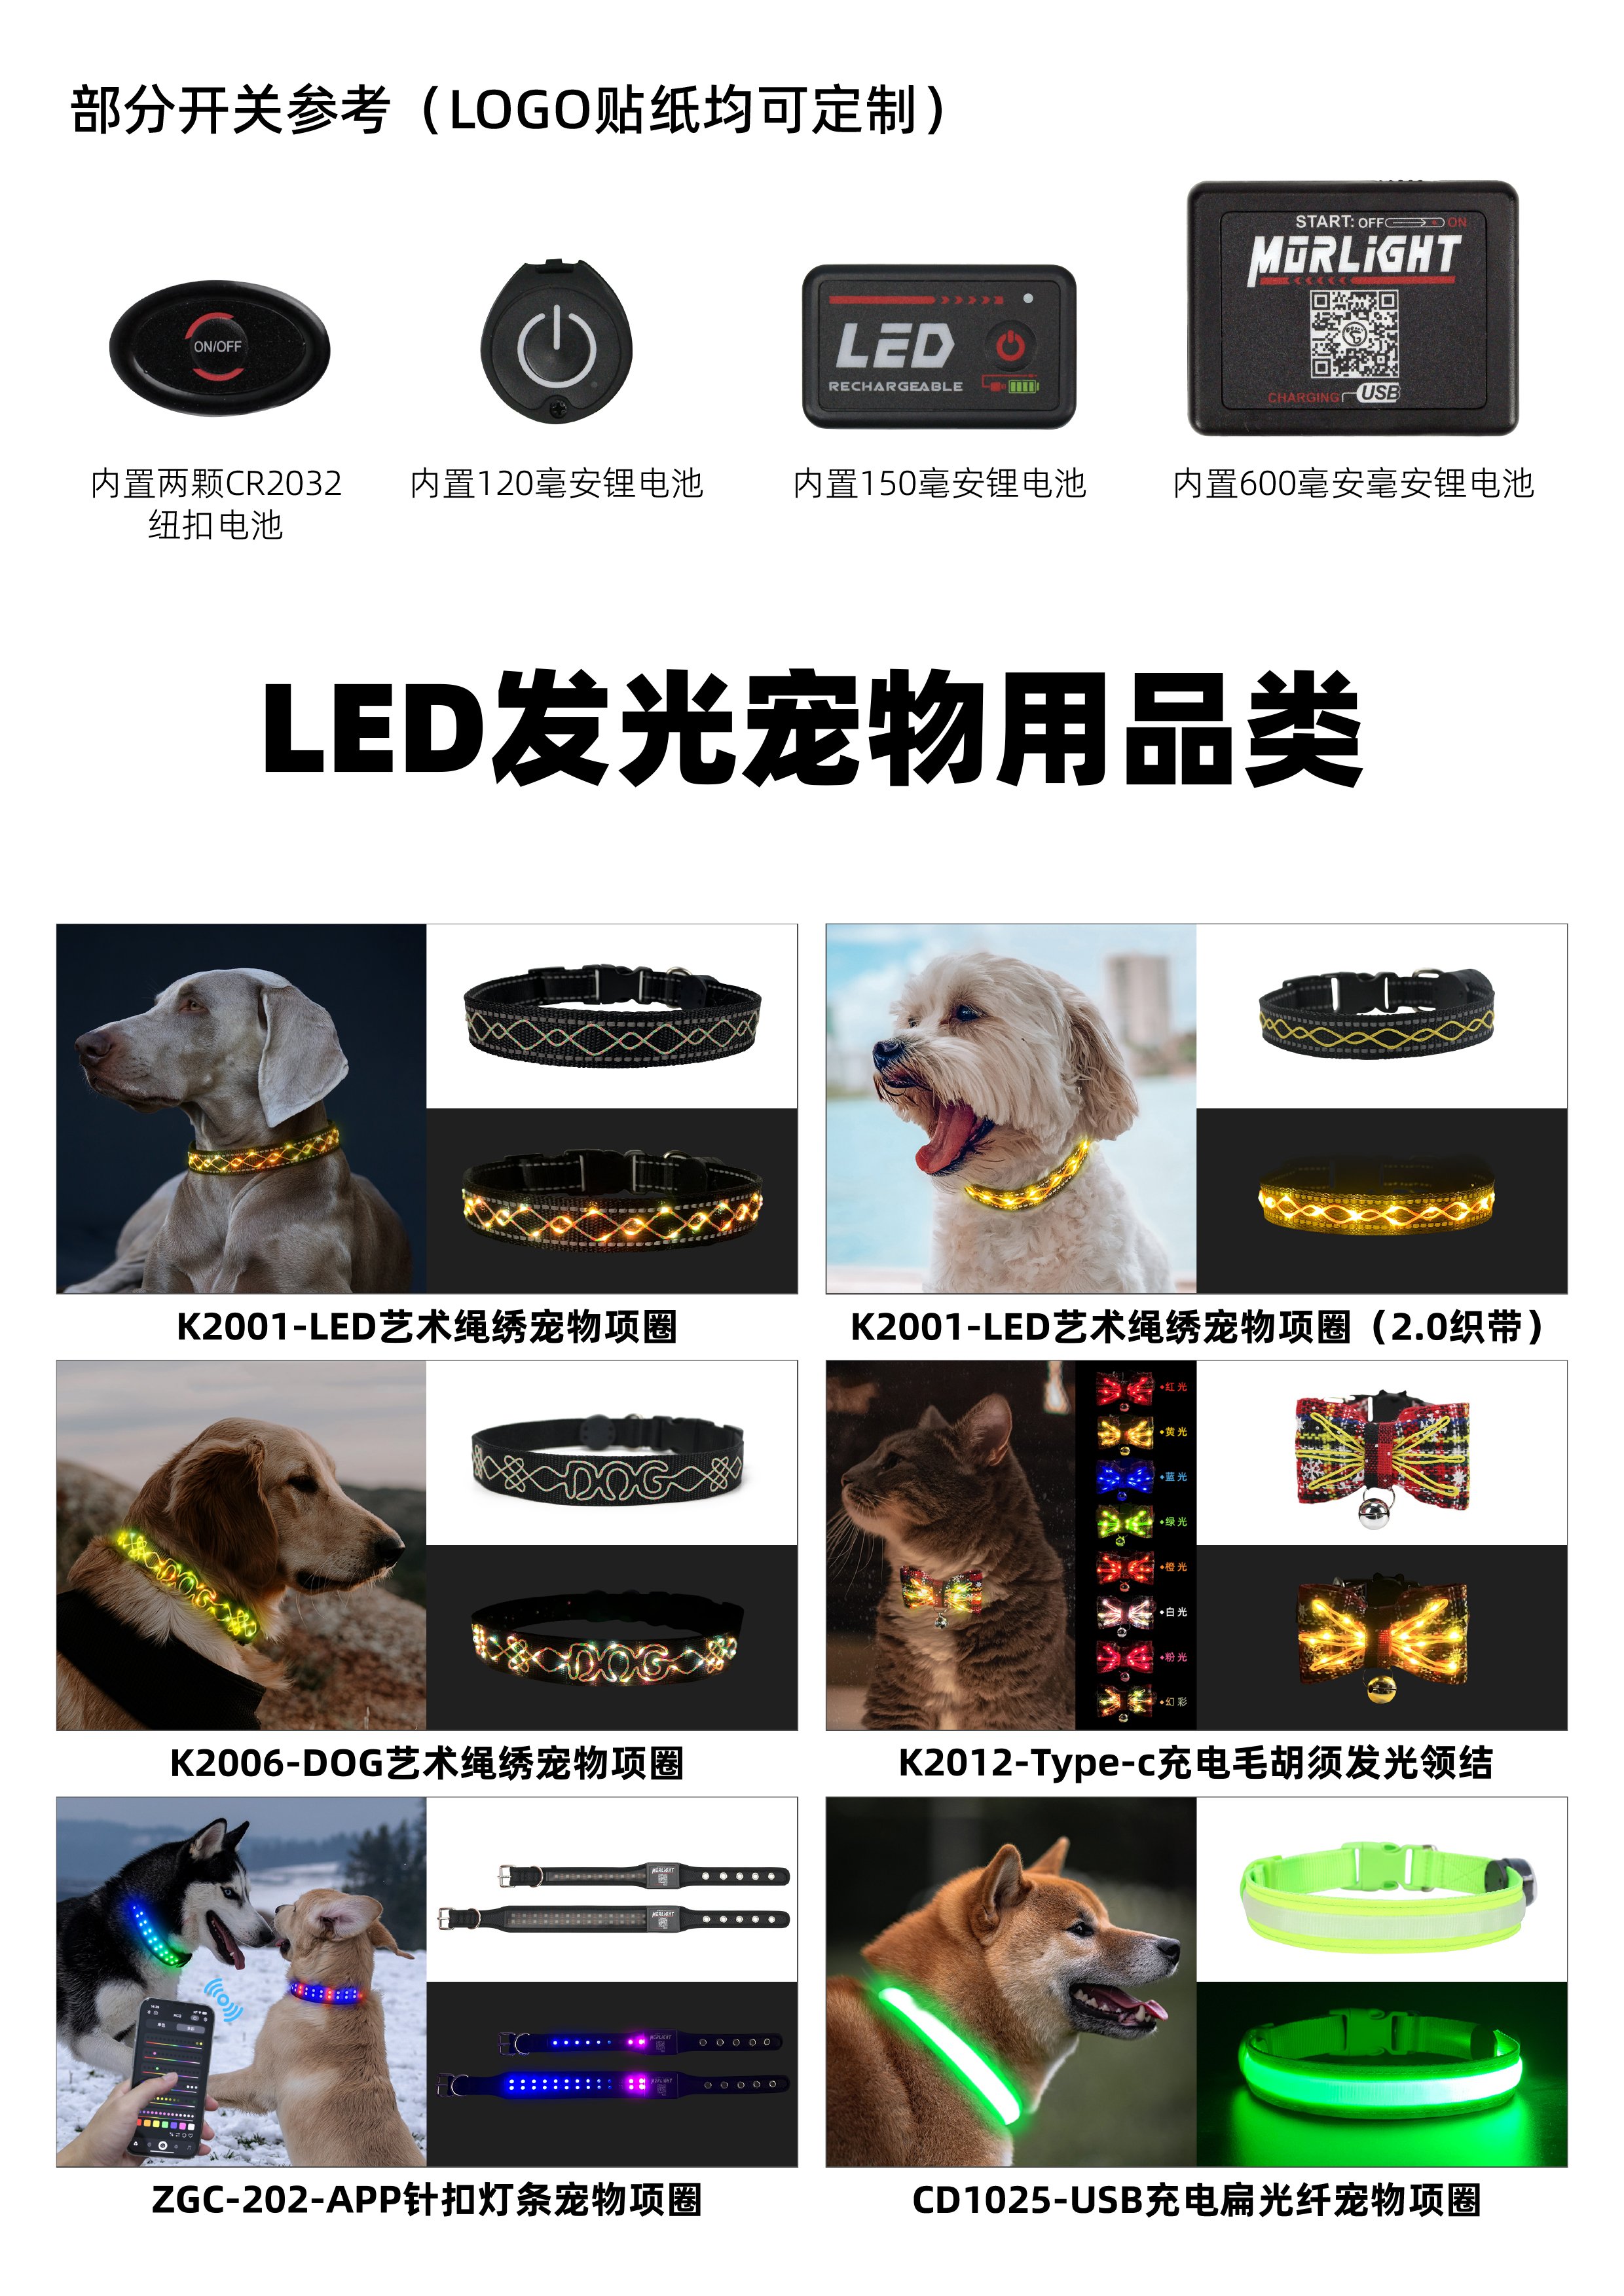 部分开关参考（LOGO贴纸均可定制）
ON/OFF
LED
RECHARGEABLE
START: OFF ON
MŌRLIGHT
CHARGING USB
内置两颗CR2032
纽扣电池
内置120毫安锂电池
内置150毫安锂电池
内置600毫安毫安锂电池
LED发光宠物用品类
K2001-LED艺术绳绣宠物项圈
K2001-LED艺术绳绣宠物项圈（2.0织带）
DOG
DOG
红光
黄光
蓝光
绿光
橙光
白光
粉光
幻彩
K2006-DOG艺术绳绣宠物项圈
K2012-Type-c充电毛胡须发光领结
MŌRLIGHT
MŌRLIGHT
MŌRLIGHT
MŌRLIGHT
ZGC-202-APP针扣灯条宠物项圈
CD1025-USB充电扁光纤宠物项圈